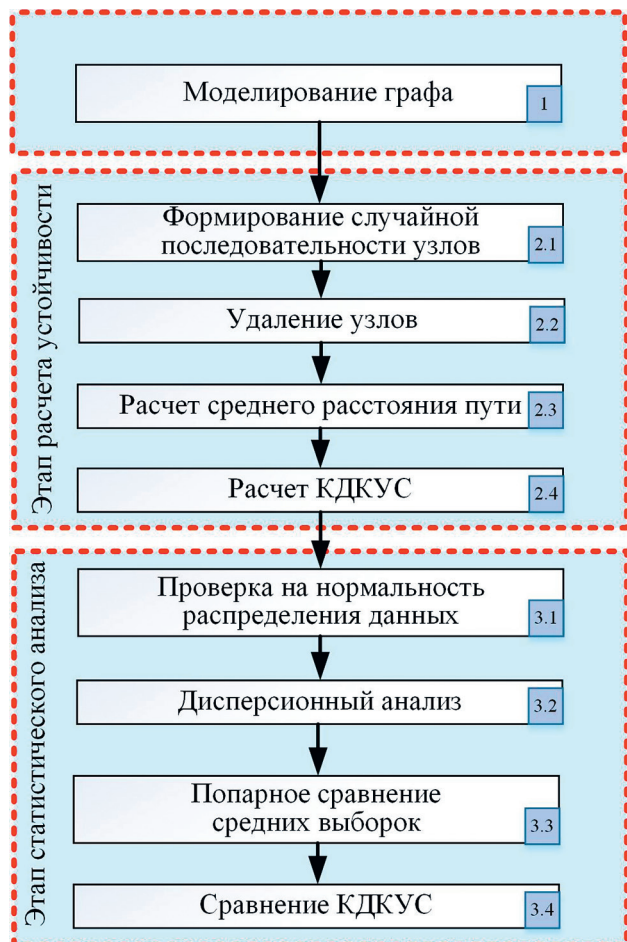 Моделирование графа
1
Этап расчета устойчивости
Формирование случайной
последовательности узлов
2.1
Удаление узлов
2.2
Расчет среднего расстояния пути
2.3
Расчет КДКУС
2.4
Этап статистического анализа
Проверка на нормальность
распределения данных
3.1
Дисперсионный анализ
3.2
Попарное сравнение
средних выборок
3.3
Сравнение КДКУС
3.4